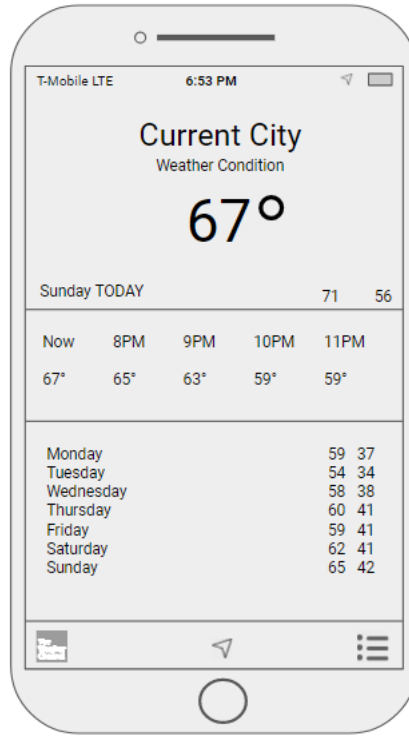 T-Mobile LTE 6:53 PM
Current City
Weather Condition
67°
Sunday TODAY 71 56
Now 8PM 9PM 10PM 11PM
67° 65° 63° 59° 59°
Monday 59 37
Tuesday 54 34
Wednesday 58 38
Thursday 60 41
Friday 59 41
Saturday 62 41
Sunday 65 42